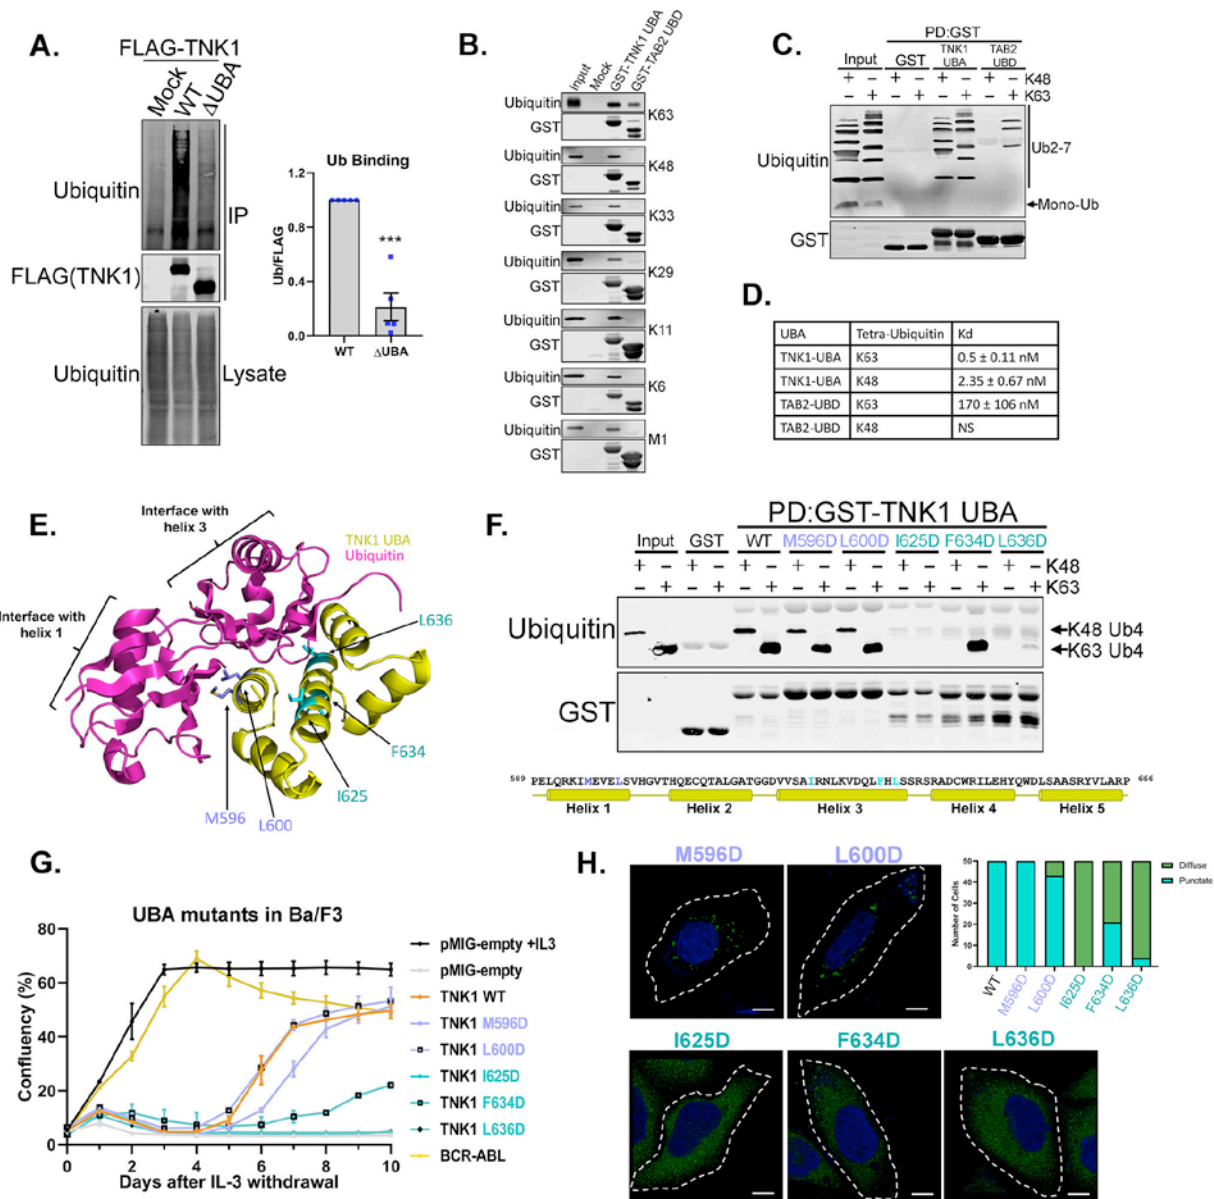 A.
FLAG-TNK1
Mock
WT
ΔUBA
Ubiquitin
IP
FLAG(TNK1)
Ubiquitin
Lysate
Ub Binding
Ub/FLAG
1.2
0.8
0.4
0.0
***
WT
ΔUBA
B.
Input
Mock
GST-TNK1 UBA
GST-TAB2 UBD
Ubiquitin
GST
K63
Ubiquitin
GST
K48
Ubiquitin
GST
K33
Ubiquitin
GST
K29
Ubiquitin
GST
K11
Ubiquitin
GST
K6
Ubiquitin
GST
M1
C.
PD:GST
Input GST TNK1 UBA TAB2 UBD
+ − + − + − + − K48
− + − + − + − + K63
Ubiquitin
Ub2-7
Mono-Ub
GST
D.
UBA Tetra-Ubiquitin Kd
TNK1-UBA K63 0.5 ± 0.11 nM
TNK1-UBA K48 2.35 ± 0.67 nM
TAB2-UBD K63 170 ± 106 nM
TAB2-UBD K48 NS
E.
Interface with
helix 3
TNK1 UBA
Ubiquitin
Interface with
helix 1
L636
F634
I625
M596
L600
F.
PD:GST-TNK1 UBA
Input GST WT M596D L600D I625D F634D L636D
+ − + − + − + − + − + − + − + − K48
− + − + − + − + − + − + − + − + K63
Ubiquitin
K48 Ub4
K63 Ub4
GST
589 PELQRKIMEVELSVHGVTHQECQTALGATGGDVVSAIRNLKVDQLFHLSSRSRADCWRILEHYQWDLSAASRYVLARP 666
Helix 1 Helix 2 Helix 3 Helix 4 Helix 5
G.
UBA mutants in Ba/F3
Confluency (%)
80
60
40
20
0
0 2 4 6 8 10
Days after IL-3 withdrawal
pMIG-empty +IL3
pMIG-empty
TNK1 WT
TNK1 M596D
TNK1 L600D
TNK1 I625D
TNK1 F634D
TNK1 L636D
BCR-ABL
H.
M596D
L600D
I625D
F634D
L636D
Number of Cells
50
40
30
20
10
0
WT
M596D
L600D
I625D
F634D
L636D
Diffuse
Punctate